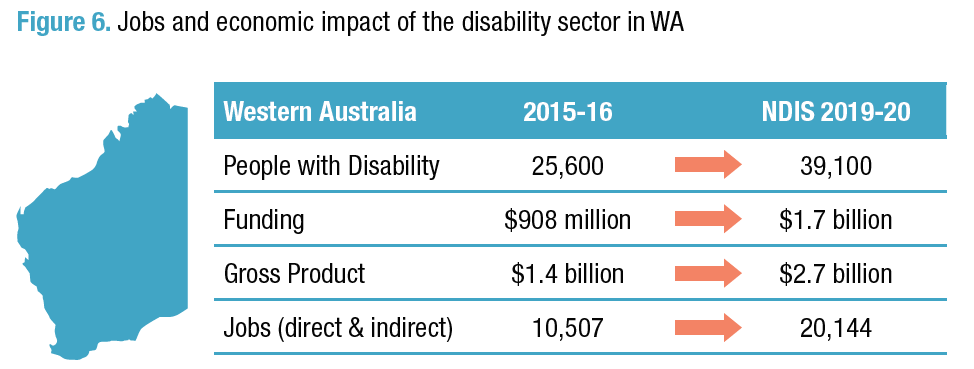 Figure 6. Jobs and economic impact of the disability sector in WA
Western Australia 2015-16 NDIS 2019-20
People with Disability 25,600 39,100
Funding $908 million $1.7 billion
Gross Product $1.4 billion $2.7 billion
Jobs (direct & indirect) 10,507 20,144